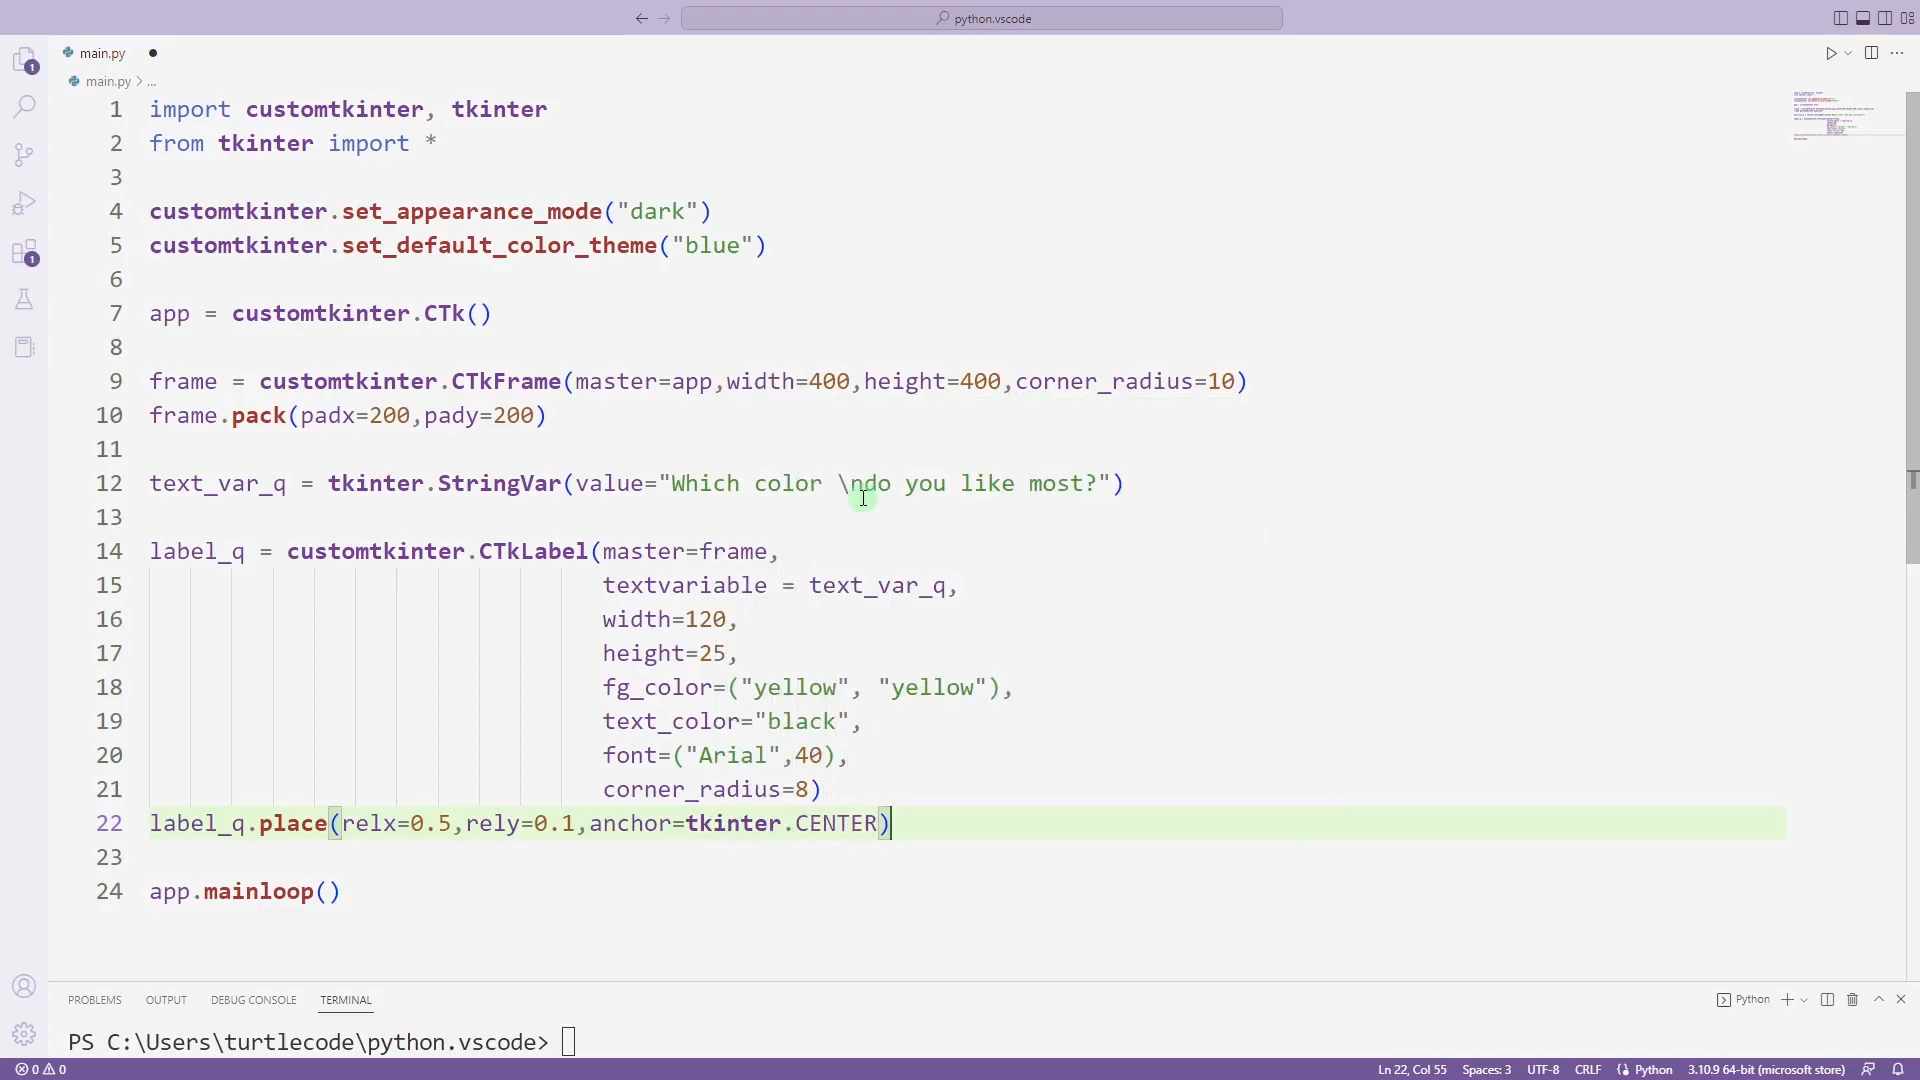 python.vscode
main.py
main.py > ...
1 import customtkinter, tkinter
2 from tkinter import *
3
4 customtkinter.set_appearance_mode("dark")
5 customtkinter.set_default_color_theme("blue")
6
7 app = customtkinter.CTk()
8
9 frame = customtkinter.CTkFrame(master=app,width=400,height=400,corner_radius=10)
10 frame.pack(padx=200,pady=200)
11
12 text_var_q = tkinter.StringVar(value="Which color \ndo you like most?")
13
14 label_q = customtkinter.CTkLabel(master=frame,
15 textvariable = text_var_q,
16 width=120,
17 height=25,
18 fg_color=("yellow", "yellow"),
19 text_color="black",
20 font=("Arial",40),
21 corner_radius=8)
22 label_q.place(relx=0.5,rely=0.1,anchor=tkinter.CENTER)
23
24 app.mainloop()
1
1
PROBLEMS OUTPUT DEBUG CONSOLE TERMINAL Python
PS C:\Users\turtlecode\python.vscode>
0 0 Ln 22, Col 55 Spaces: 3 UTF-8 CRLF {} Python 3.10.9 64-bit (microsoft store)